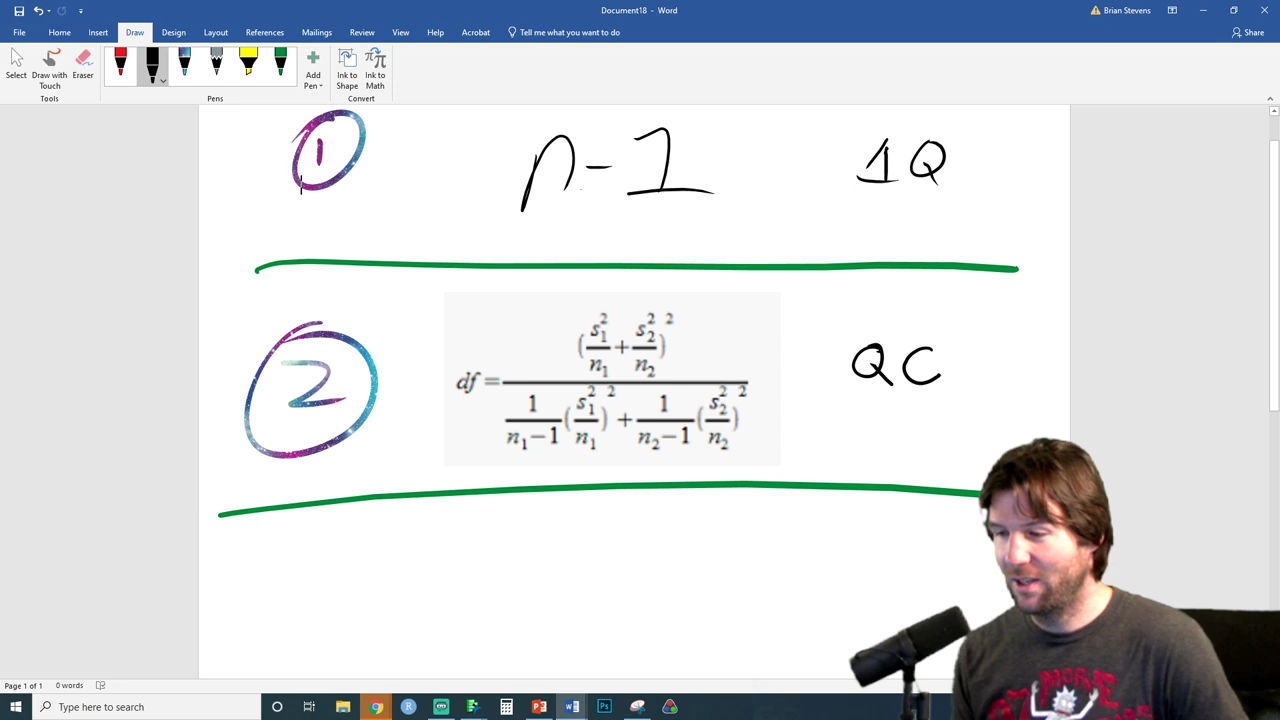 Document18 - Word
Brian Stevens
File Home Insert Draw Design Layout References Mailings Review View Help Acrobat Tell me what you want to do Share
Select Draw with Touch Eraser Add Pen Ink to Shape Ink to Math
Tools Pens Convert
1 n-1 1Q
2 df = ( s₁²/n₁ + s₂²/n₂ )² / ( 1/(n₁-1) (s₁²/n₁)² + 1/(n₂-1) (s₂²/n₂)² ) QC
Page 1 of 1 0 words
Type here to search